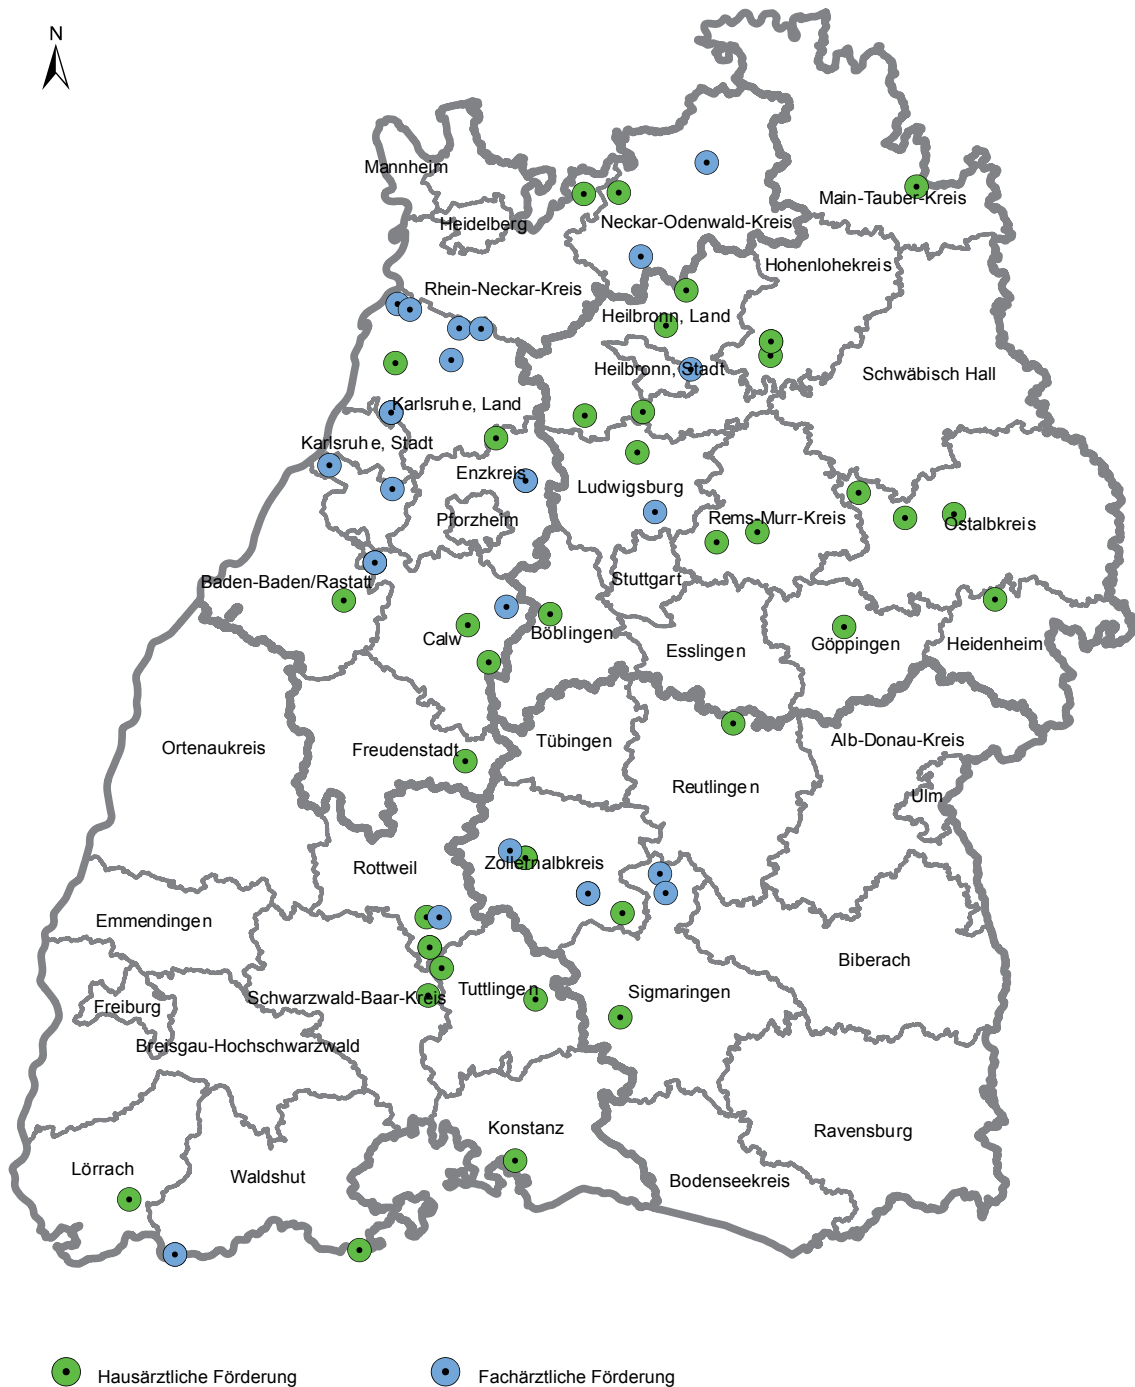 N
Mannheim
Main-Tauber-Kreis
Heidelberg
Neckar-Odenwald-Kreis
Hohenlohekreis
Rhein-Neckar-Kreis
Heilbronn, Land
Heilbronn, Stadt
Schwäbisch Hall
Karlsruhe, Land
Karlsruhe, Stadt
Enzkreis
Ludwigsburg
Pforzheim
Rems-Murr-Kreis
Ostalbkreis
Stuttgart
Baden-Baden/Rastatt
Calw
Böblingen
Esslingen
Göppingen
Heidenheim
Ortenaukreis
Freudenstadt
Tübingen
Alb-Donau-Kreis
Reutlingen
Ulm
Rottweil
Zollernalbkreis
Emmendingen
Biberach
Freiburg
Schwarzwald-Baar-Kreis
Tuttlingen
Sigmaringen
Breisgau-Hochschwarzwald
Konstanz
Ravensburg
Lörrach
Waldshut
Bodenseekreis
Hausärztliche Förderung
Fachärztliche Förderung